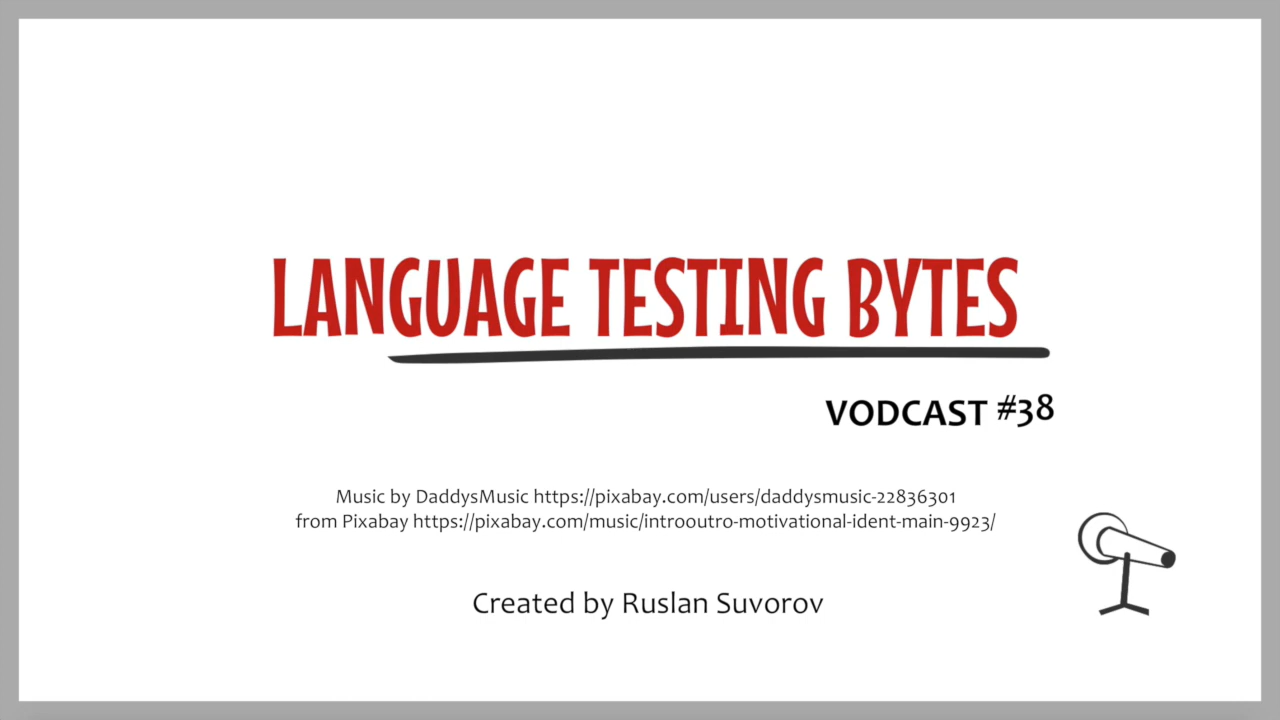 LANGUAGE TESTING BYTES
VODCAST #38
Music by DaddysMusic https://pixabay.com/users/daddysmusic-22836301
from Pixabay https://pixabay.com/music/introoutro-motivational-ident-main-9923/
Created by Ruslan Suvorov